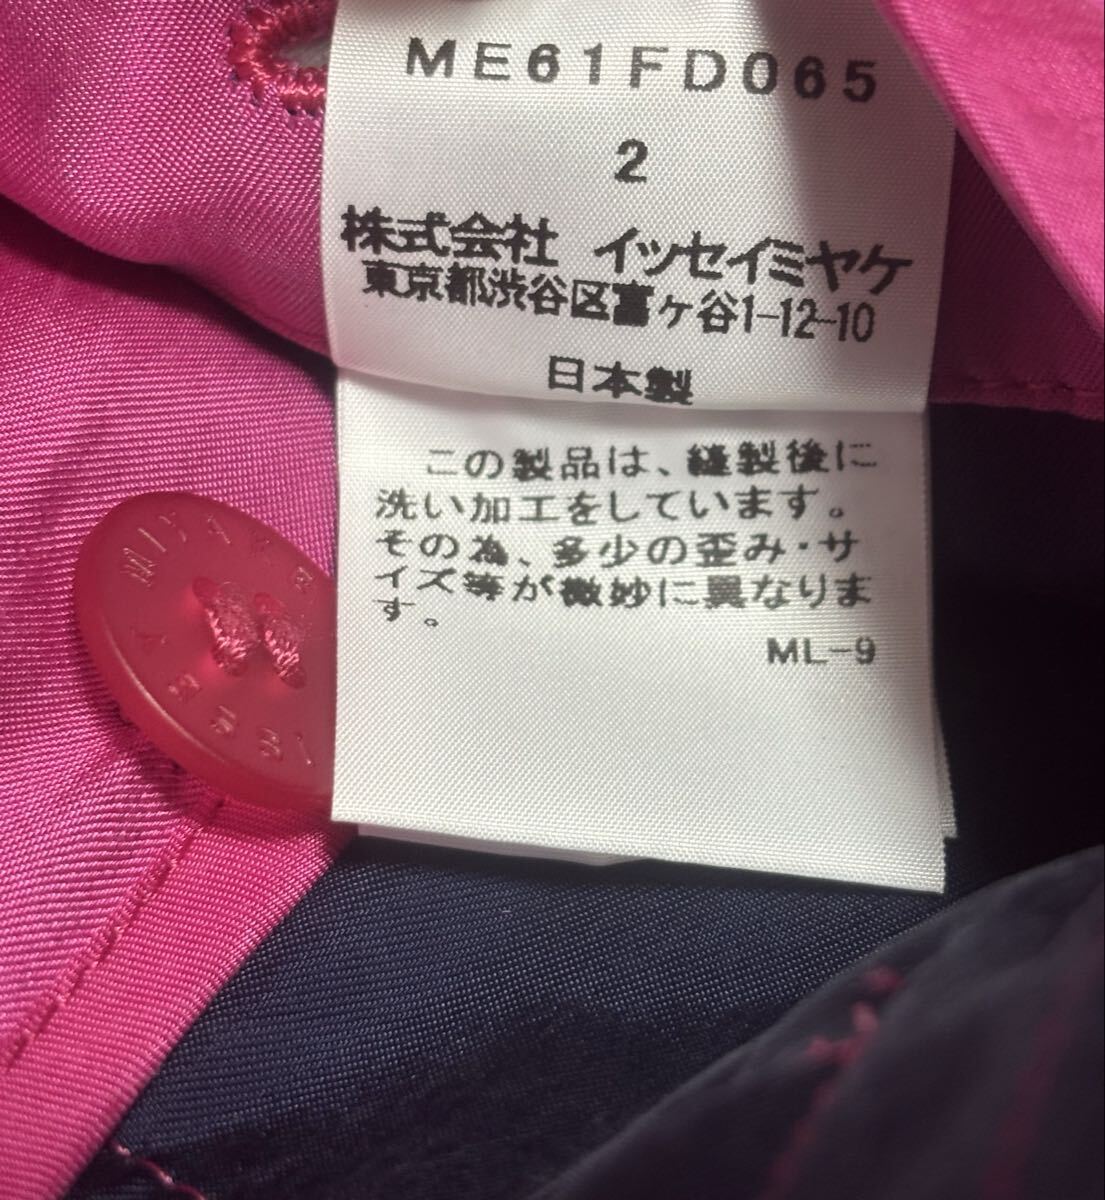 ME61FD065
2
株式会社 イッセイミヤケ
東京都渋谷区富ヶ谷1-12-10
日本製
この製品は、縫製後に
洗い加工をしています。
その為、多少の歪み・サ
イズ等が微妙に異なりま
す。
ML-9
MIYAKE